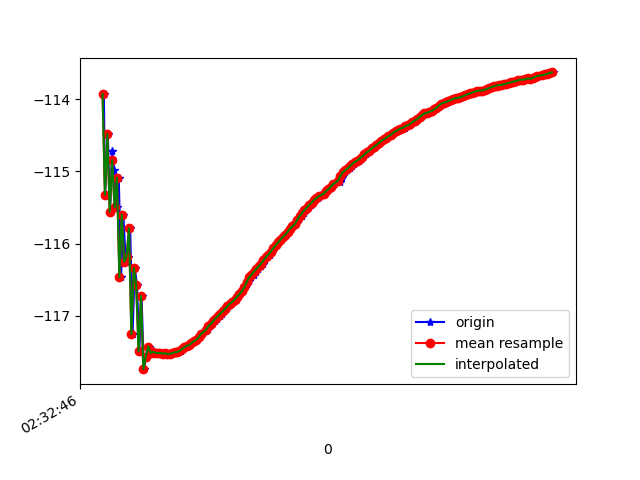 −114
−115
−116
−117
origin
mean resample
interpolated
02:32:46
0